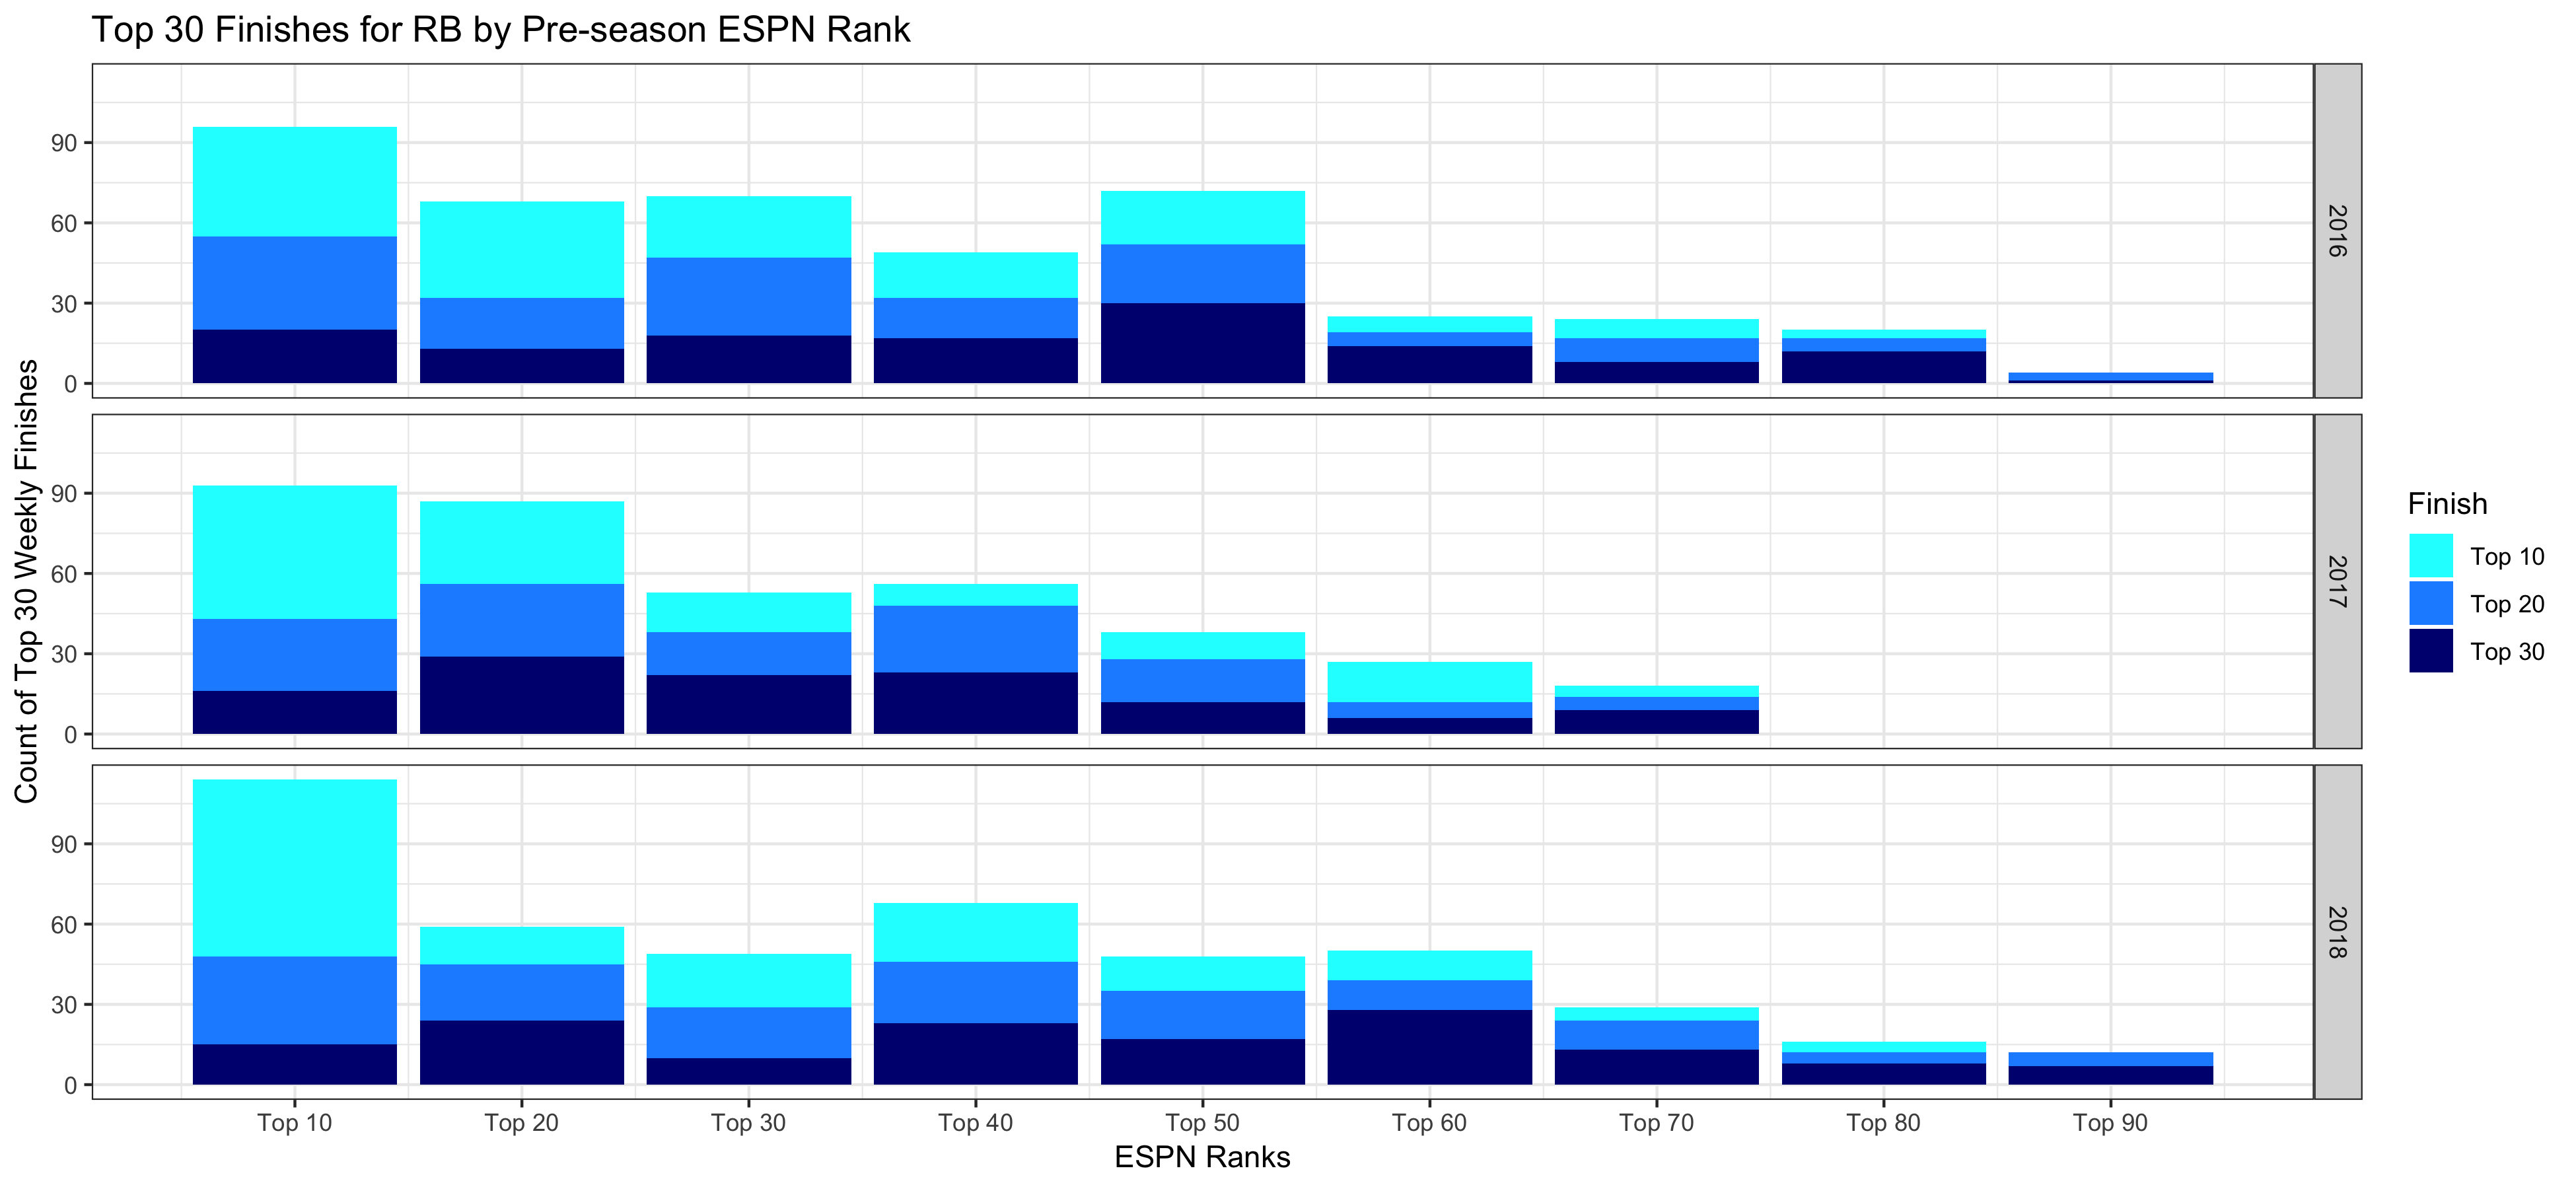 Top 30 Finishes for RB by Pre-season ESPN Rank
Count of Top 30 Weekly Finishes
90
60
30
0
2016
90
60
30
0
2017
90
60
30
0
2018
Top 10 Top 20 Top 30 Top 40 Top 50 Top 60 Top 70 Top 80 Top 90
ESPN Ranks
Finish
Top 10
Top 20
Top 30